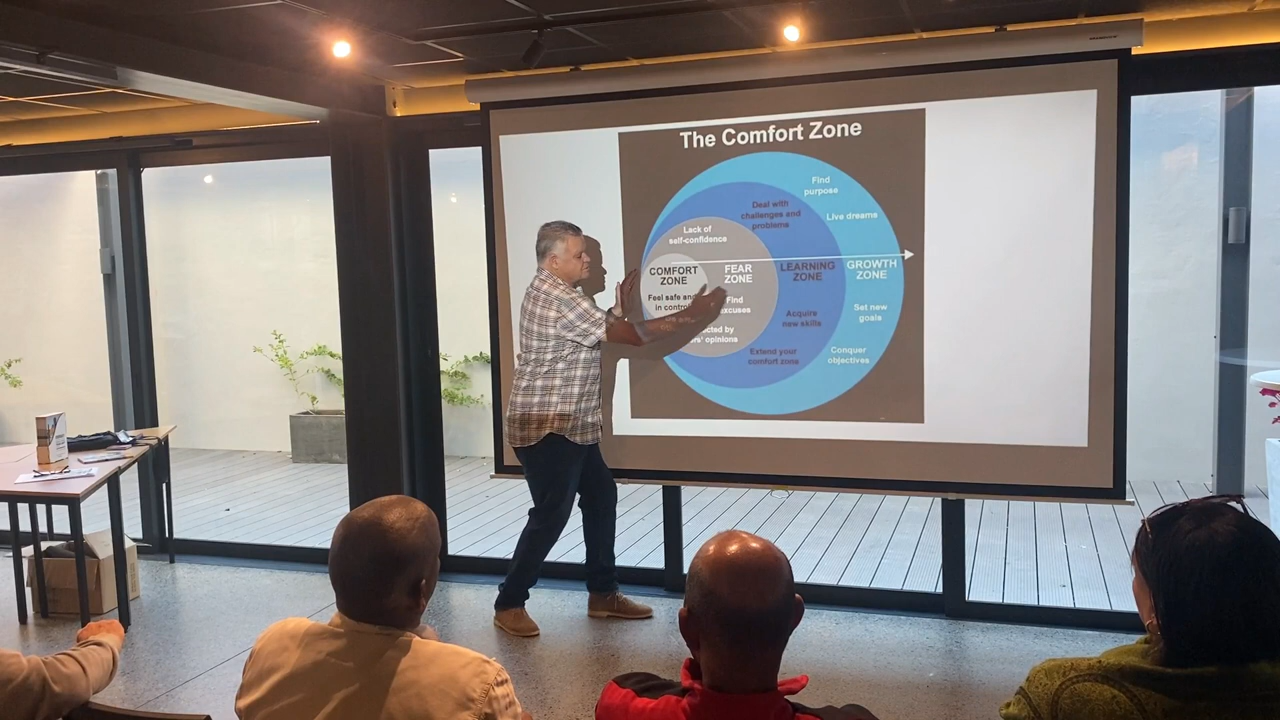 The Comfort Zone
Find
purpose
Deal with
challenges and
problems
Live dreams
Lack of
self-confidence
COMFORT
ZONE
FEAR
ZONE
LEARNING
ZONE
GROWTH
ZONE
Feel safe and
in control
Find
excuses
Acquire
new skills
Set new
goals
by
opinions
Extend your
comfort zone
Conquer
objectives